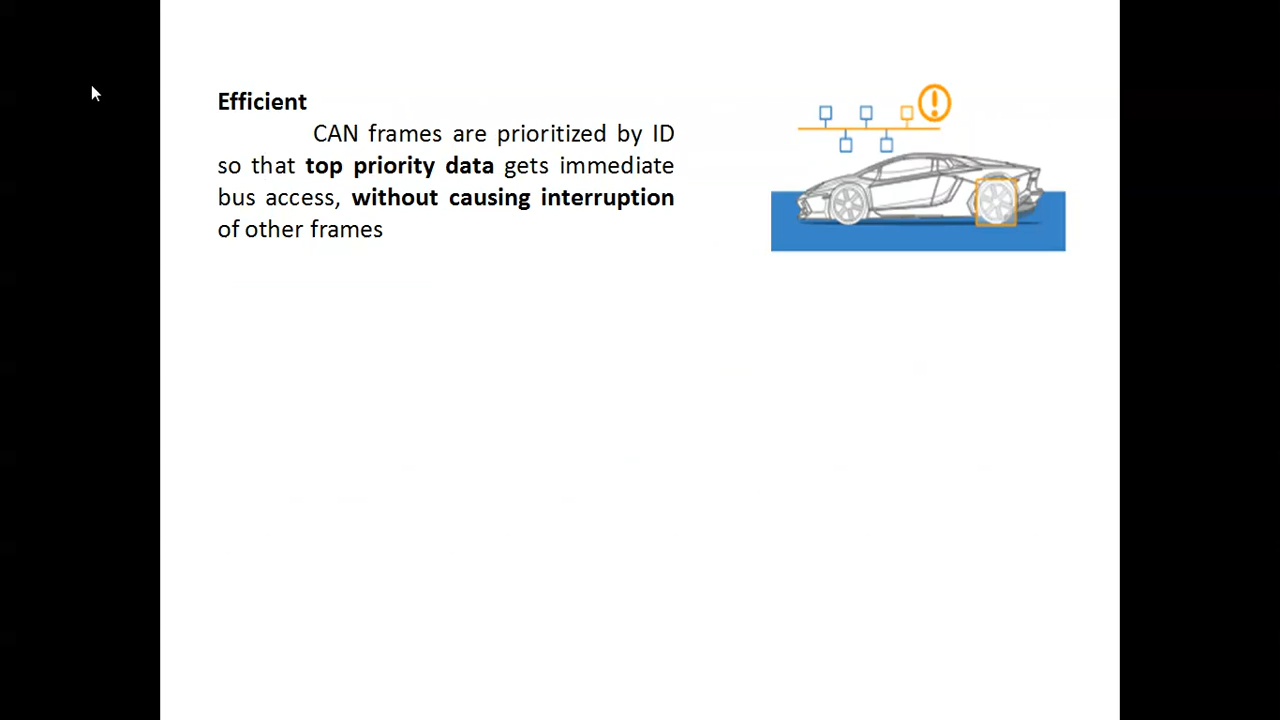 Efficient
CAN frames are prioritized by ID
so that top priority data gets immediate
bus access, without causing interruption
of other frames